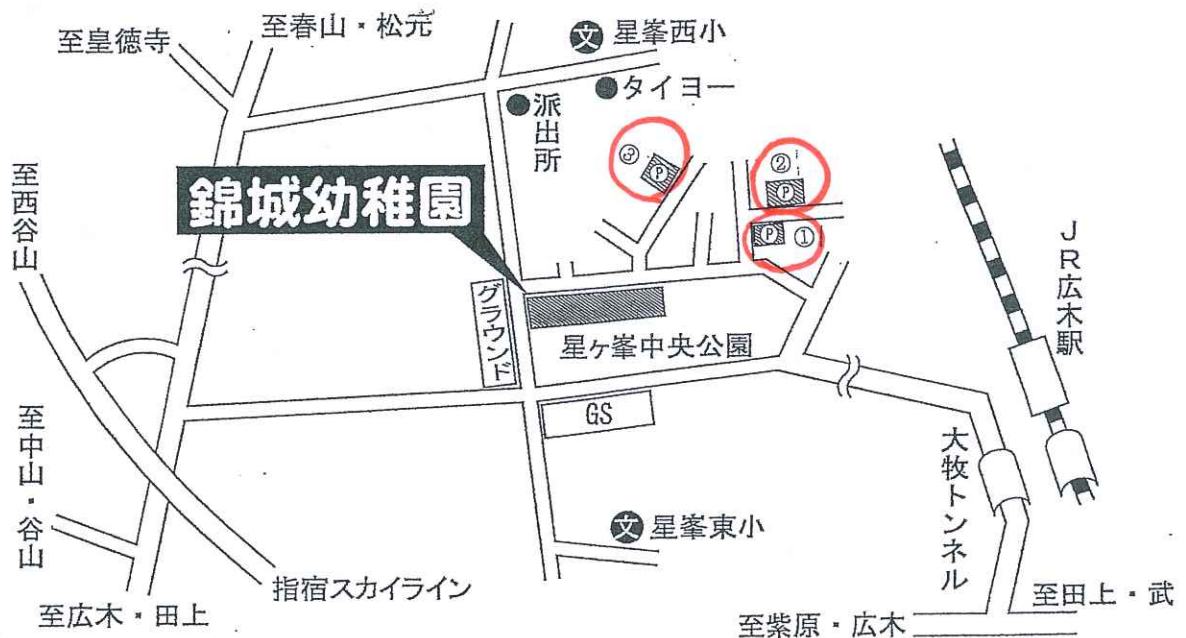 至皇徳寺
至春山・松元
文 星峯西小
タイヨー
派出所
③
P
②
P
P
①
錦城幼稚園
至西谷山
JR広木駅
グラウンド
星ヶ峯中央公園
GS
至中山・谷山
大牧トンネル
文 星峯東小
指宿スカイライン
至広木・田上
至田上・武
至紫原・広木